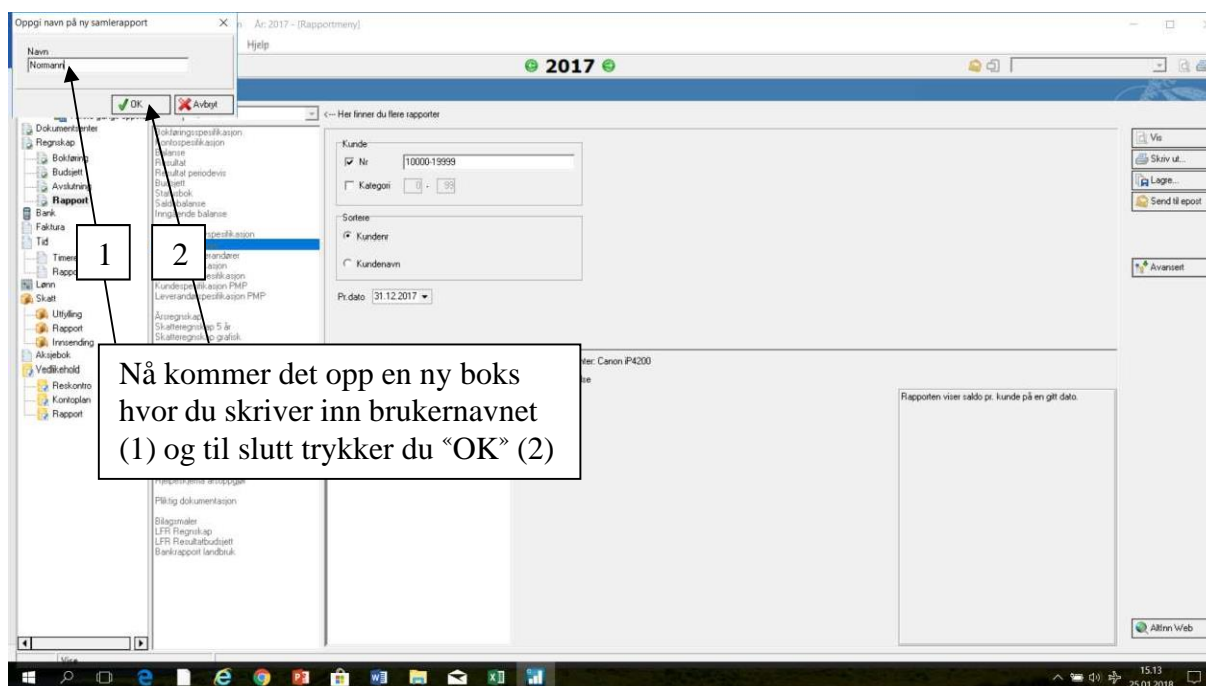 Oppgi navn på ny samlerapport
År: 2017 - [Rapportmeny]
Hjelp
Navn
Normann
OK
Avbryt
2017
<--- Her finner du flere rapporter
Dokumentsenter
Regnskap
Bokføring
Budsjett
Avslutning
Rapport
Bank
Faktura
Tid
Lønn
Skatt
Utfylling
Rapport
Innsending
Aksjebok
Vedlikehold
Reskontro
Kontoplan
Rapport
Bokføringsspesifikasjon
Kontospesifikasjon
Balanse
Resultat
Resultat periodevis
Budsjett
Statusbok
Saldobalanse
Inngående balanse
Kundespesifikasjon PMP
Leverandørspesifikasjon PMP
Årsregnskap
Skatteregnskap 5 år
Skatteregnskap grafisk
Pliktig dokumentasjon
Bilagsmaler
LFR Regnskap
LFR Resultatbudsjett
Bankrapport landbruk
Kunde
Nr
10000-19999
Kategori
0 - 99
Sortere
Kundenr
Kundenavn
Pr.dato 31.12.2017
Canon iP4200
Rapporten viser saldo pr. kunde på en gitt dato.
Vis
Skriv ut...
Lagre...
Send til epost
Avansert
AltInn Web
1
2
Nå kommer det opp en ny boks
hvor du skriver inn brukernavnet
(1) og til slutt trykker du “OK” (2)
15.13
25.01.2018